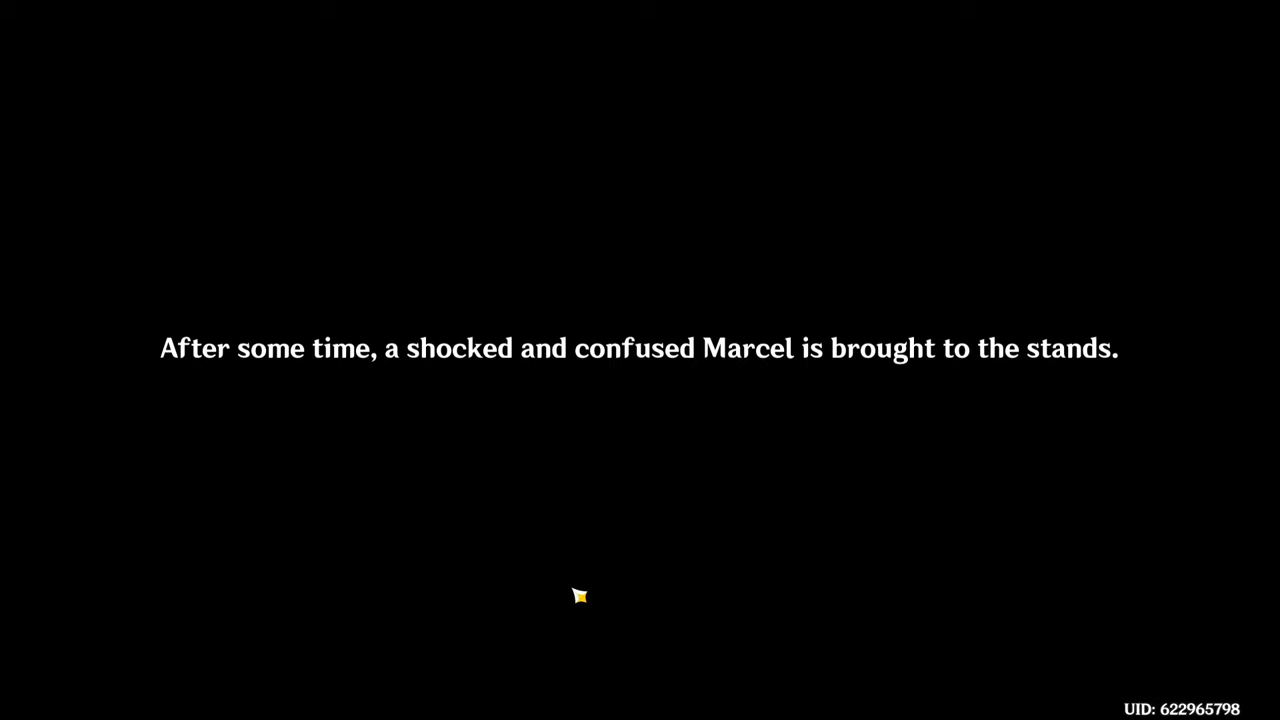 After some time, a shocked and confused Marcel is brought to the stands.
UID: 622965798